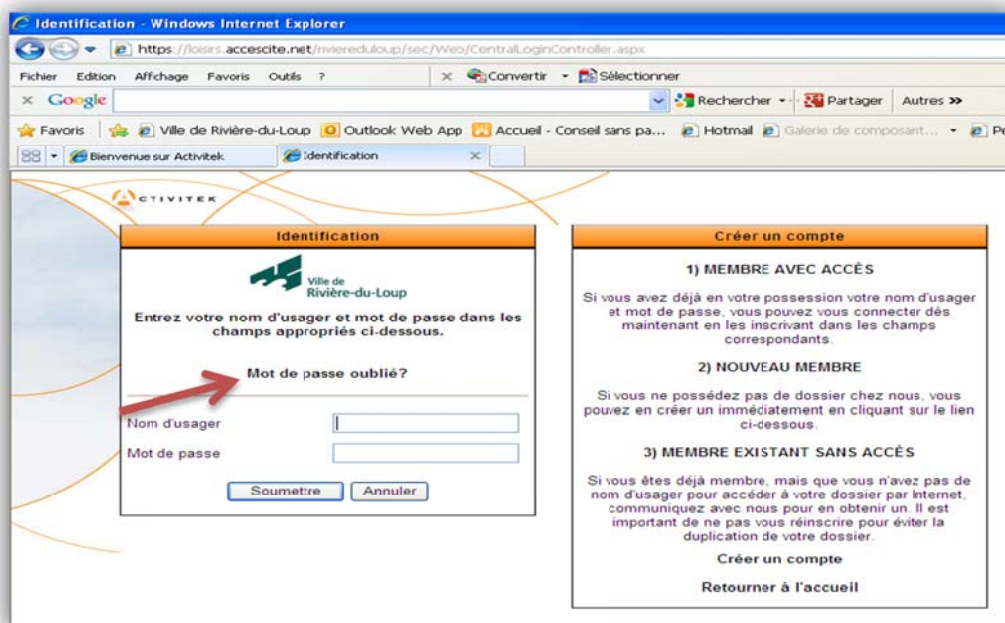 Identification - Windows Internet Explorer
https://loisirs.accescite.net/riviereduloup/sec/Web/CentralLoginController.aspx
Fichier Edition Affichage Favoris Outils ? × Convertir Sélectionner
× Google Rechercher Partager Autres »
Favoris Ville de Rivière-du-Loup Outlook Web App Accueil - Conseil sans pa... Hotmail Galerie de composant...
Bienvenue sur Activitek Identification ×
ACTIVITEK
Identification
Ville de
Rivière-du-Loup
Entrez votre nom d'usager et mot de passe dans les
champs appropriés ci-dessous.
Mot de passe oublié?
Nom d'usager
Mot de passe
Soumettre Annuler
Créer un compte
1) MEMBRE AVEC ACCÈS
Si vous avez déjà en votre possession votre nom d'usager
et mot de passe, vous pouvez vous connecter dès
maintenant en les inscrivant dans les champs
correspondants.
2) NOUVEAU MEMBRE
Si vous ne possédez pas de dossier chez nous, vous
pouvez en créer un immédiatement en cliquant sur le lien
ci-dessous.
3) MEMBRE EXISTANT SANS ACCÈS
Si vous êtes déjà membre, mais que vous n'avez pas de
nom d'usager pour accéder à votre dossier par Internet,
communiquez avec nous pour en obtenir un. Il est
important de ne pas vous réinscrire pour éviter la
duplication de votre dossier.
Créer un compte
Retourner à l'accueil